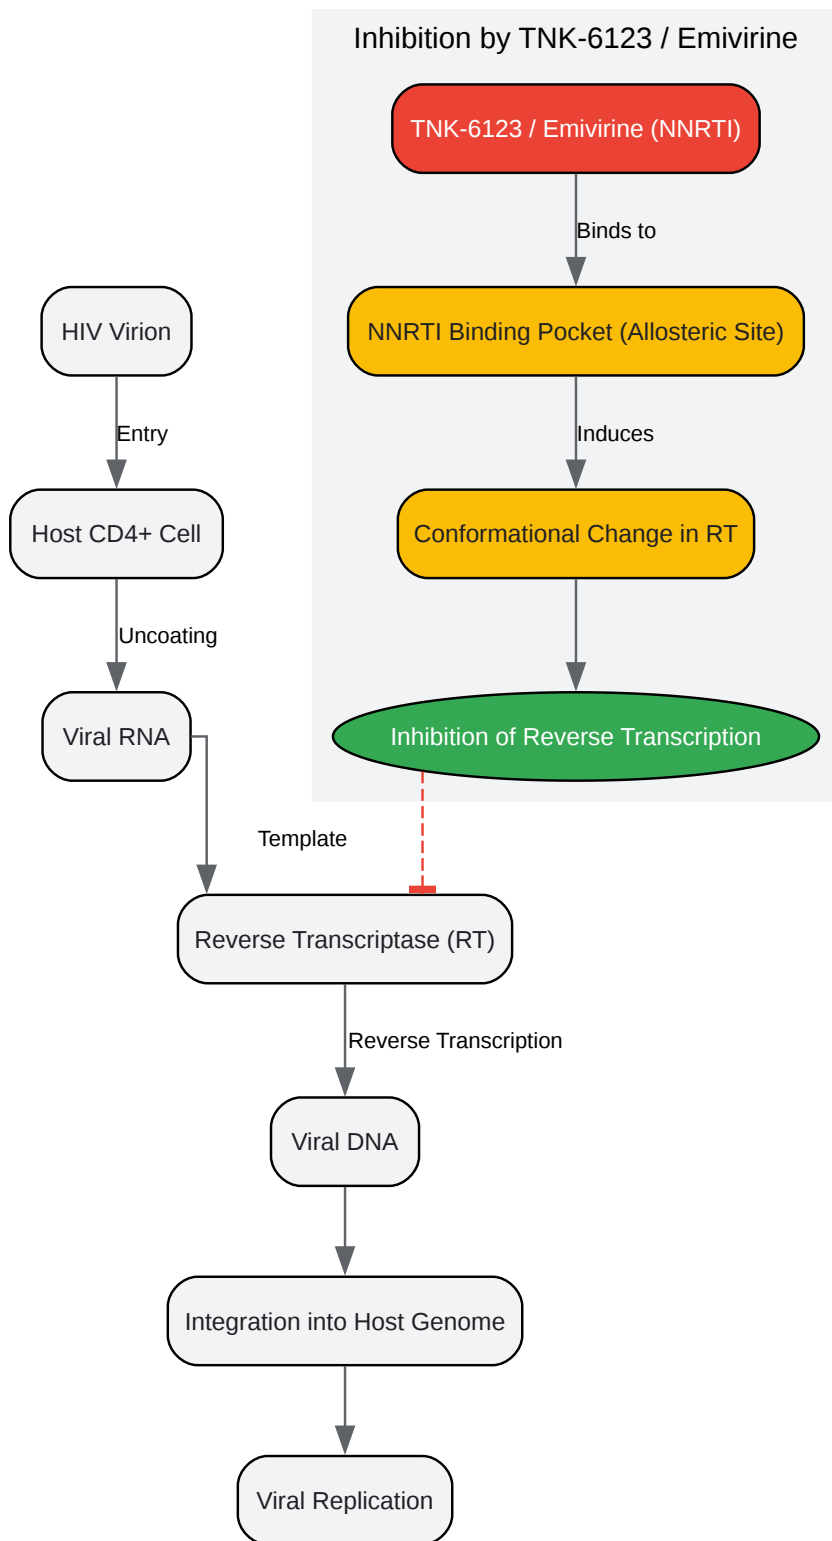 Inhibition by TNK-6123 / Emivirine
TNK-6123 / Emivirine (NNRTI)
Binds to
NNRTI Binding Pocket (Allosteric Site)
Induces
Conformational Change in RT
Inhibition of Reverse Transcription
HIV Virion
Entry
Host CD4+ Cell
Uncoating
Viral RNA
Template
Reverse Transcriptase (RT)
Reverse Transcription
Viral DNA
Integration into Host Genome
Viral Replication